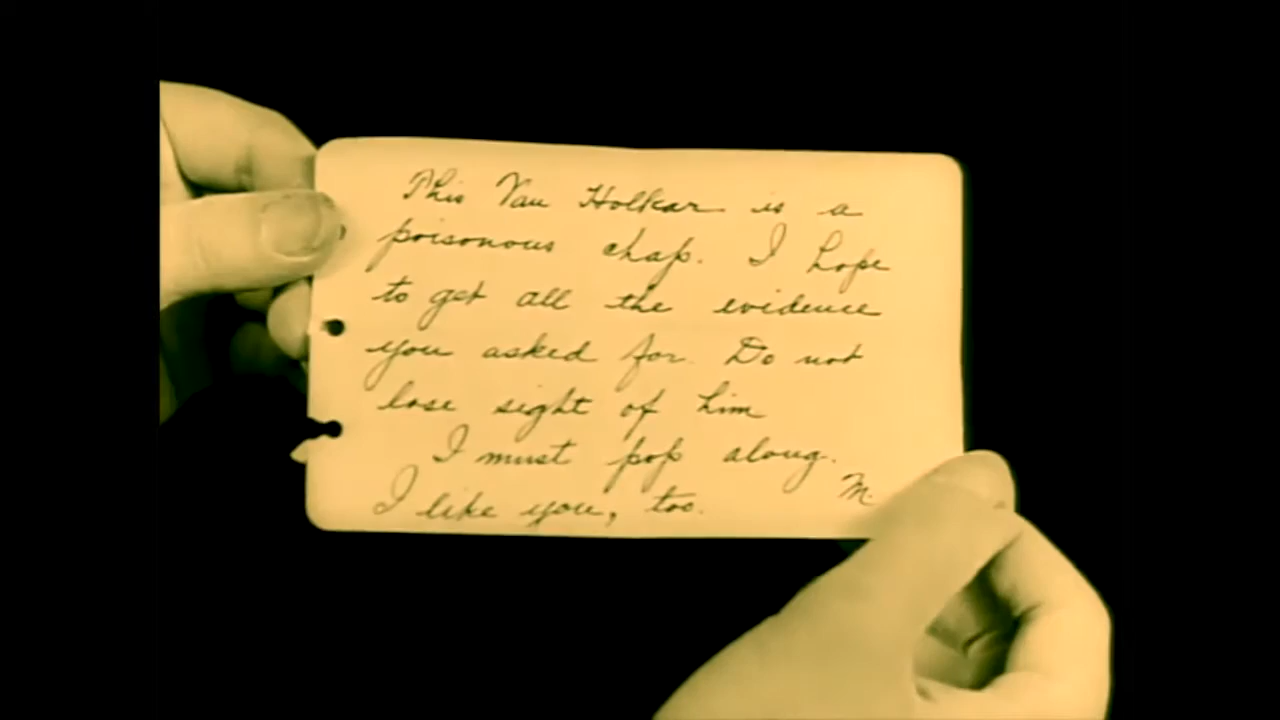 This Van Holkar is a
poisonous chap. I hope
to get all the evidence
you asked for. Do not
lose sight of him
I must pop along.
M.
I like you, too.